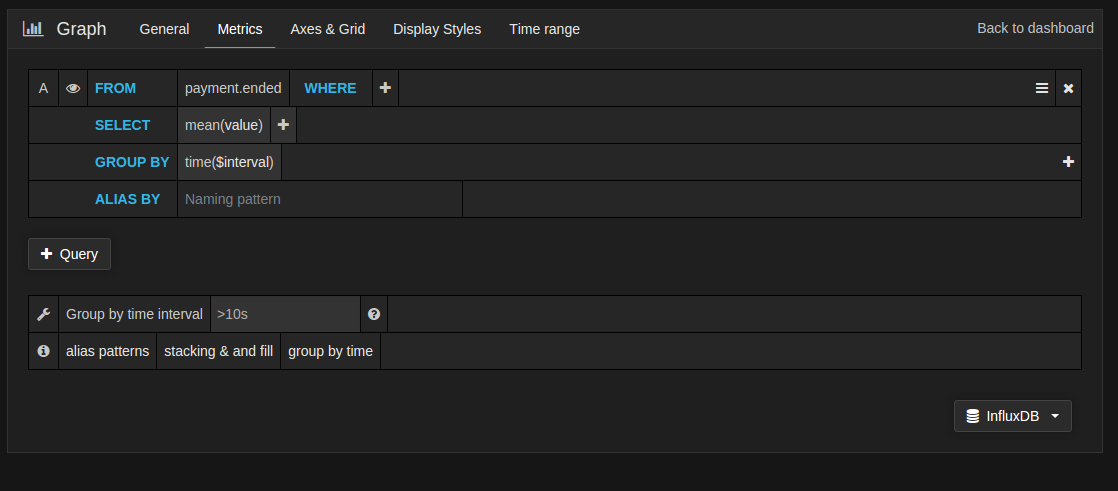 Graph General Metrics Axes & Grid Display Styles Time range Back to dashboard
A FROM payment.ended WHERE
SELECT mean(value)
GROUP BY time($interval)
ALIAS BY Naming pattern
Query
Group by time interval >10s
alias patterns stacking & and fill group by time
InfluxDB